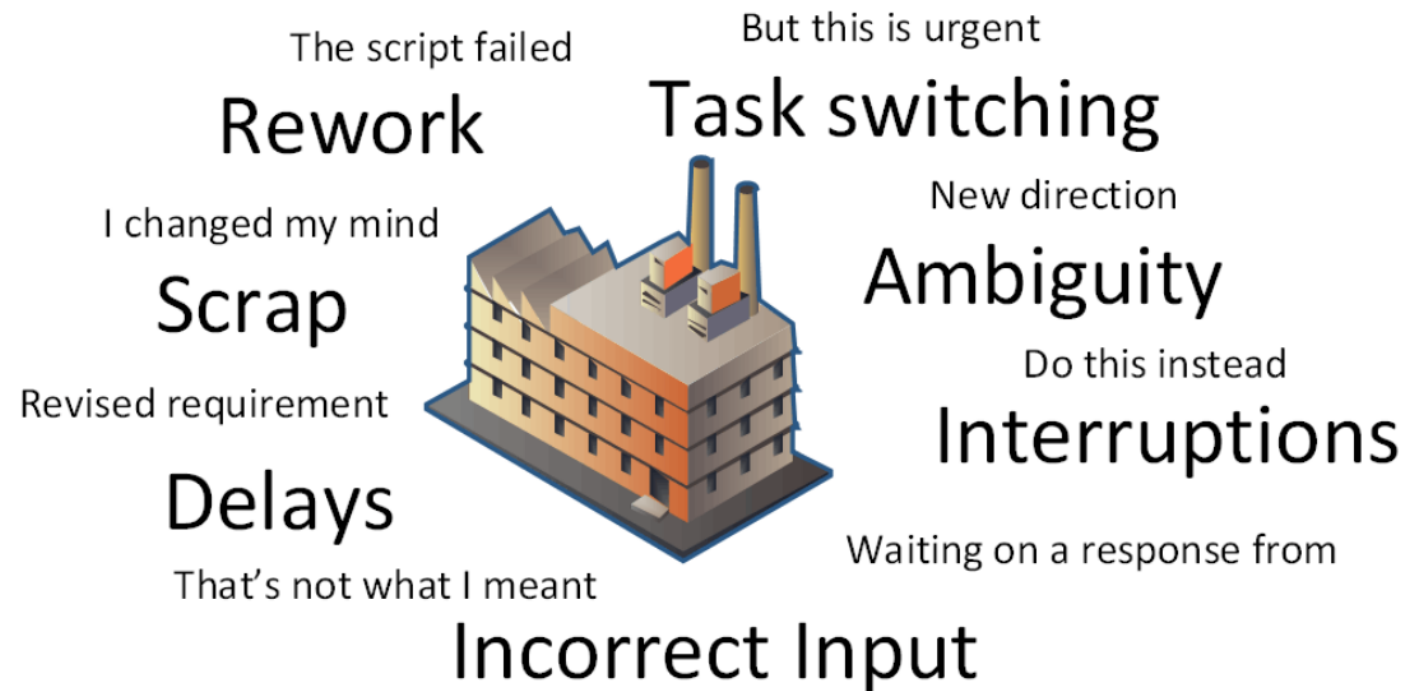 But this is urgent
The script failed
Task switching
Rework
New direction
I changed my mind
Ambiguity
Scrap
Do this instead
Revised requirement
Interruptions
Delays
Waiting on a response from
That’s not what I meant
Incorrect Input